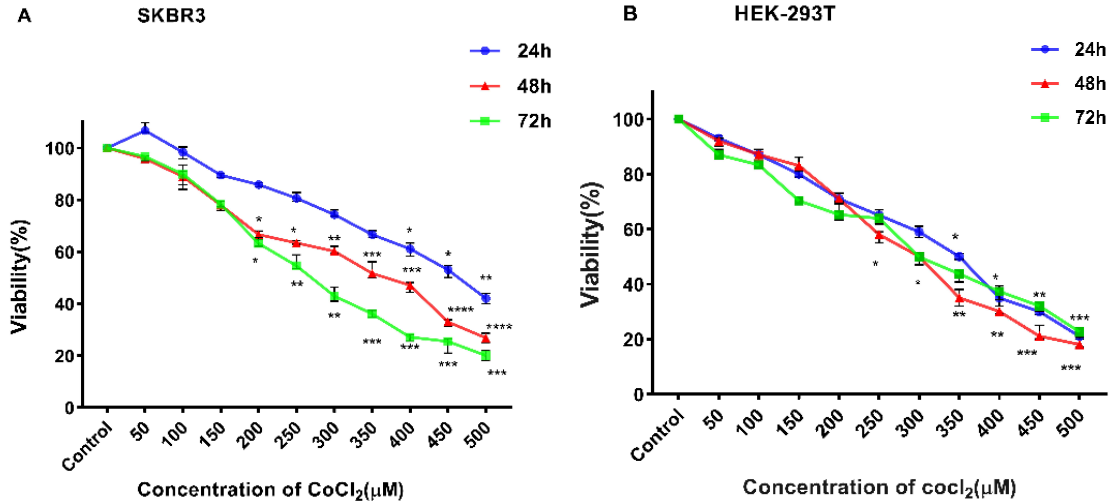 A
SKBR3
24h
48h
72h
Viability(%)
100
80
60
40
20
0
* * ** *** * * **
*** **** ****
* ** ** *** *** *** ***
Control 50 100 150 200 250 300 350 400 450 500
Concentration of CoCl₂(μM)
B
HEK-293T
24h
48h
72h
Viability(%)
100
80
60
40
20
0
* * ** ***
* * ** ** *** ***
Control 50 100 150 200 250 300 350 400 450 500
Concentration of cocl₂(μM)